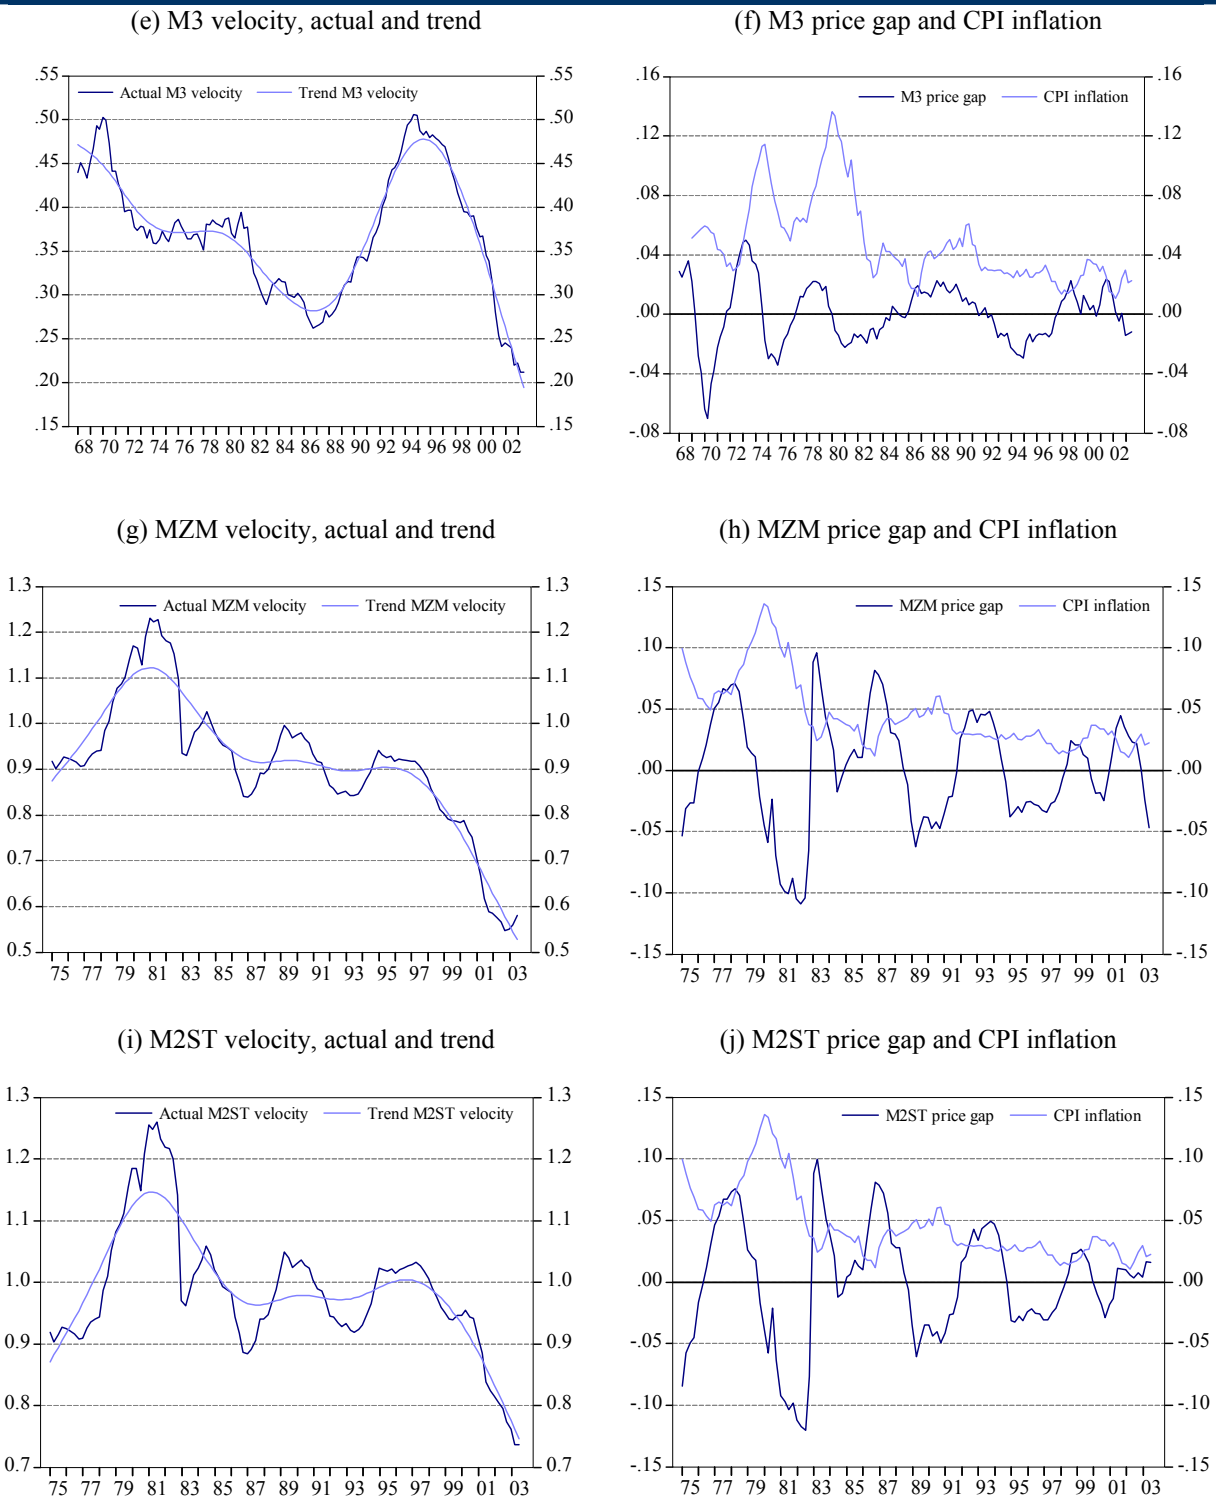 (e) M3 velocity, actual and trend
.55 .55
Actual M3 velocity Trend M3 velocity
.50 .50
.45 .45
.40 .40
.35 .35
.30 .30
.25 .25
.20 .20
.15 .15
68 70 72 74 76 78 80 82 84 86 88 90 92 94 96 98 00 02
(f) M3 price gap and CPI inflation
.16 .16
M3 price gap CPI inflation
.12 .12
.08 .08
.04 .04
.00 .00
-.04 -.04
-.08 -.08
68 70 72 74 76 78 80 82 84 86 88 90 92 94 96 98 00 02
(g) MZM velocity, actual and trend
1.3 1.3
Actual MZM velocity Trend MZM velocity
1.2 1.2
1.1 1.1
1.0 1.0
0.9 0.9
0.8 0.8
0.7 0.7
0.6 0.6
0.5 0.5
75 77 79 81 83 85 87 89 91 93 95 97 99 01 03
(h) MZM price gap and CPI inflation
.15 .15
MZM price gap CPI inflation
.10 .10
.05 .05
.00 .00
-.05 -.05
-.10 -.10
-.15 -.15
75 77 79 81 83 85 87 89 91 93 95 97 99 01 03
(i) M2ST velocity, actual and trend
1.3 1.3
Actual M2ST velocity Trend M2ST velocity
1.2 1.2
1.1 1.1
1.0 1.0
0.9 0.9
0.8 0.8
0.7 0.7
75 77 79 81 83 85 87 89 91 93 95 97 99 01 03
(j) M2ST price gap and CPI inflation
.15 .15
M2ST price gap CPI inflation
.10 .10
.05 .05
.00 .00
-.05 -.05
-.10 -.10
-.15 -.15
75 77 79 81 83 85 87 89 91 93 95 97 99 01 03